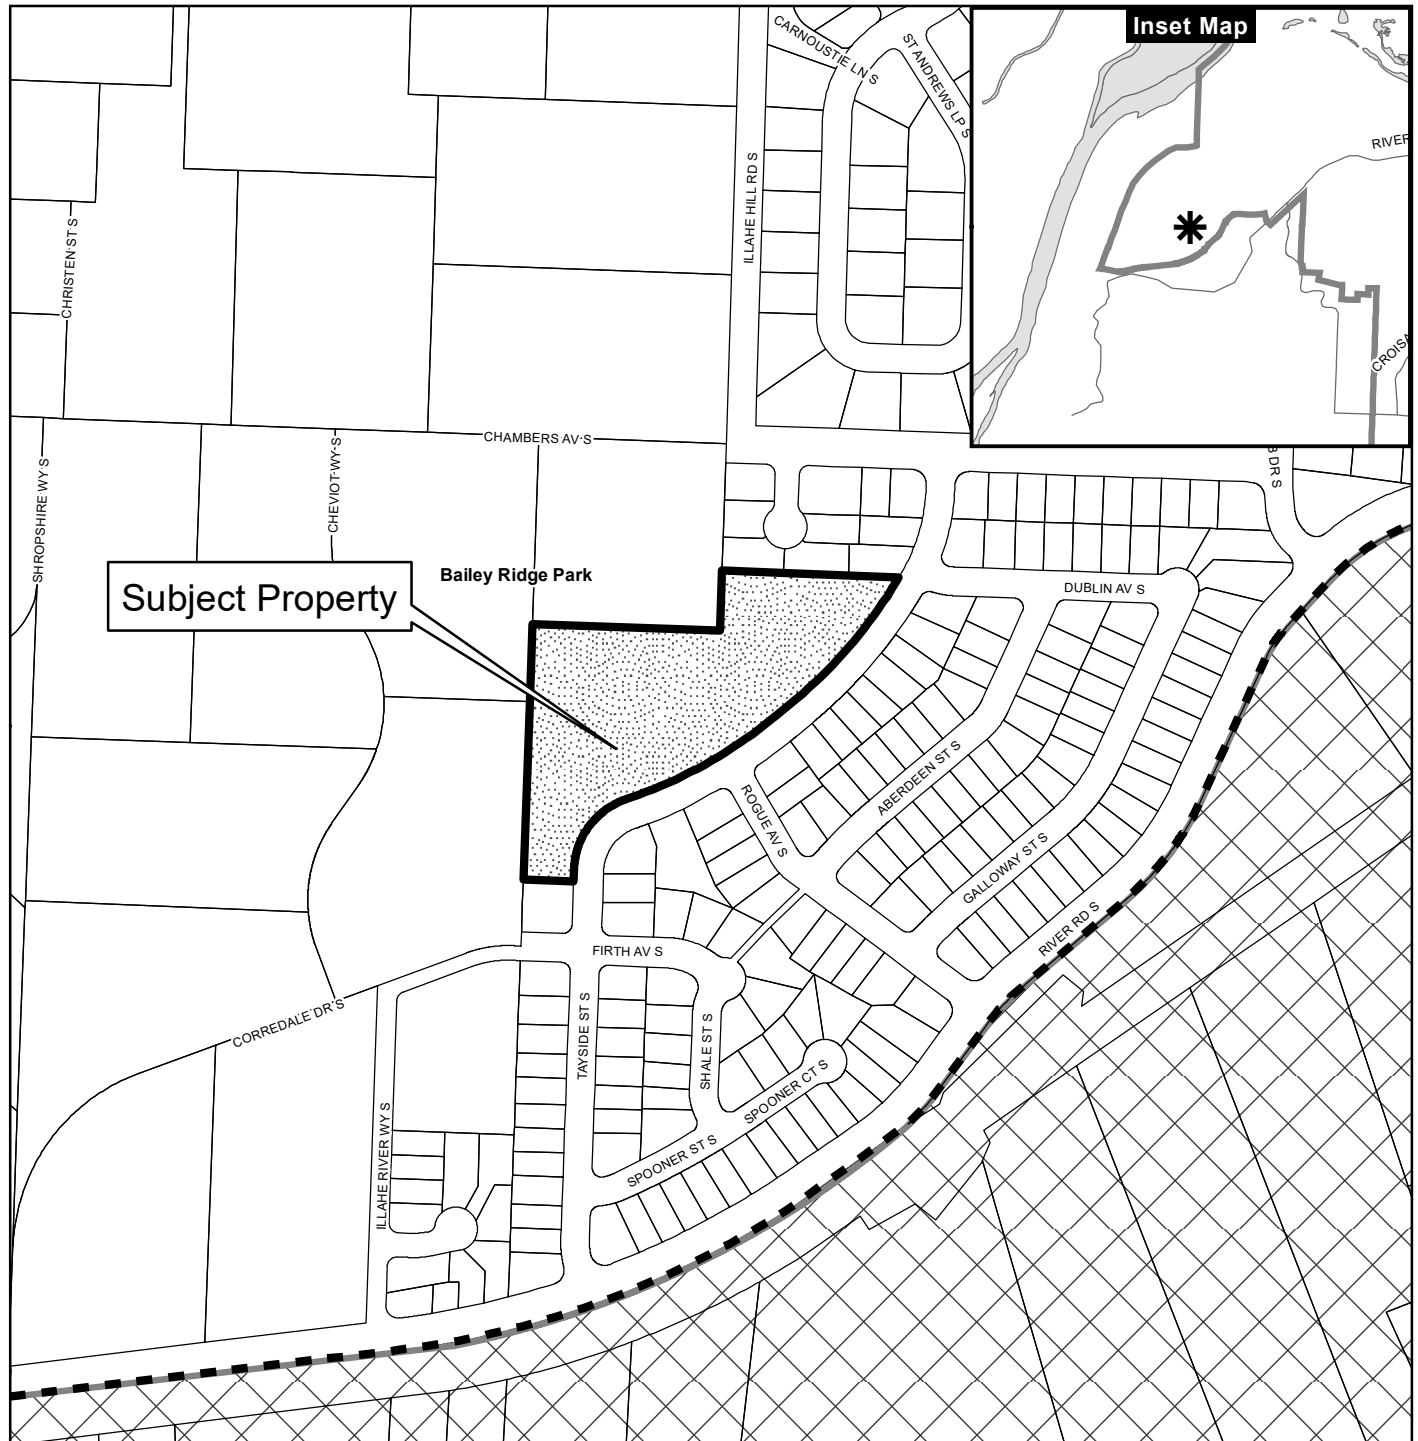 Inset Map
CARNOUSTIE LN S
ST ANDREWS LP S
RIVER
ILLAHE HILL RD S
CHRISTEN ST S
CROISA
CHAMBERS AV S
SHROPSHIRE WY S
CHEVIOT WY S
B DR S
Bailey Ridge Park
Subject Property
DUBLIN AV S
ABERDEEN ST S
ROGUE AV S
GALLOWAY ST S
RIVER RD S
FIRTH AV S
CORREDALE DR S
TAYSIDE ST S
SHALE ST S
SPOONER CT S
SPOONER ST S
ILLAHE RIVER WY S